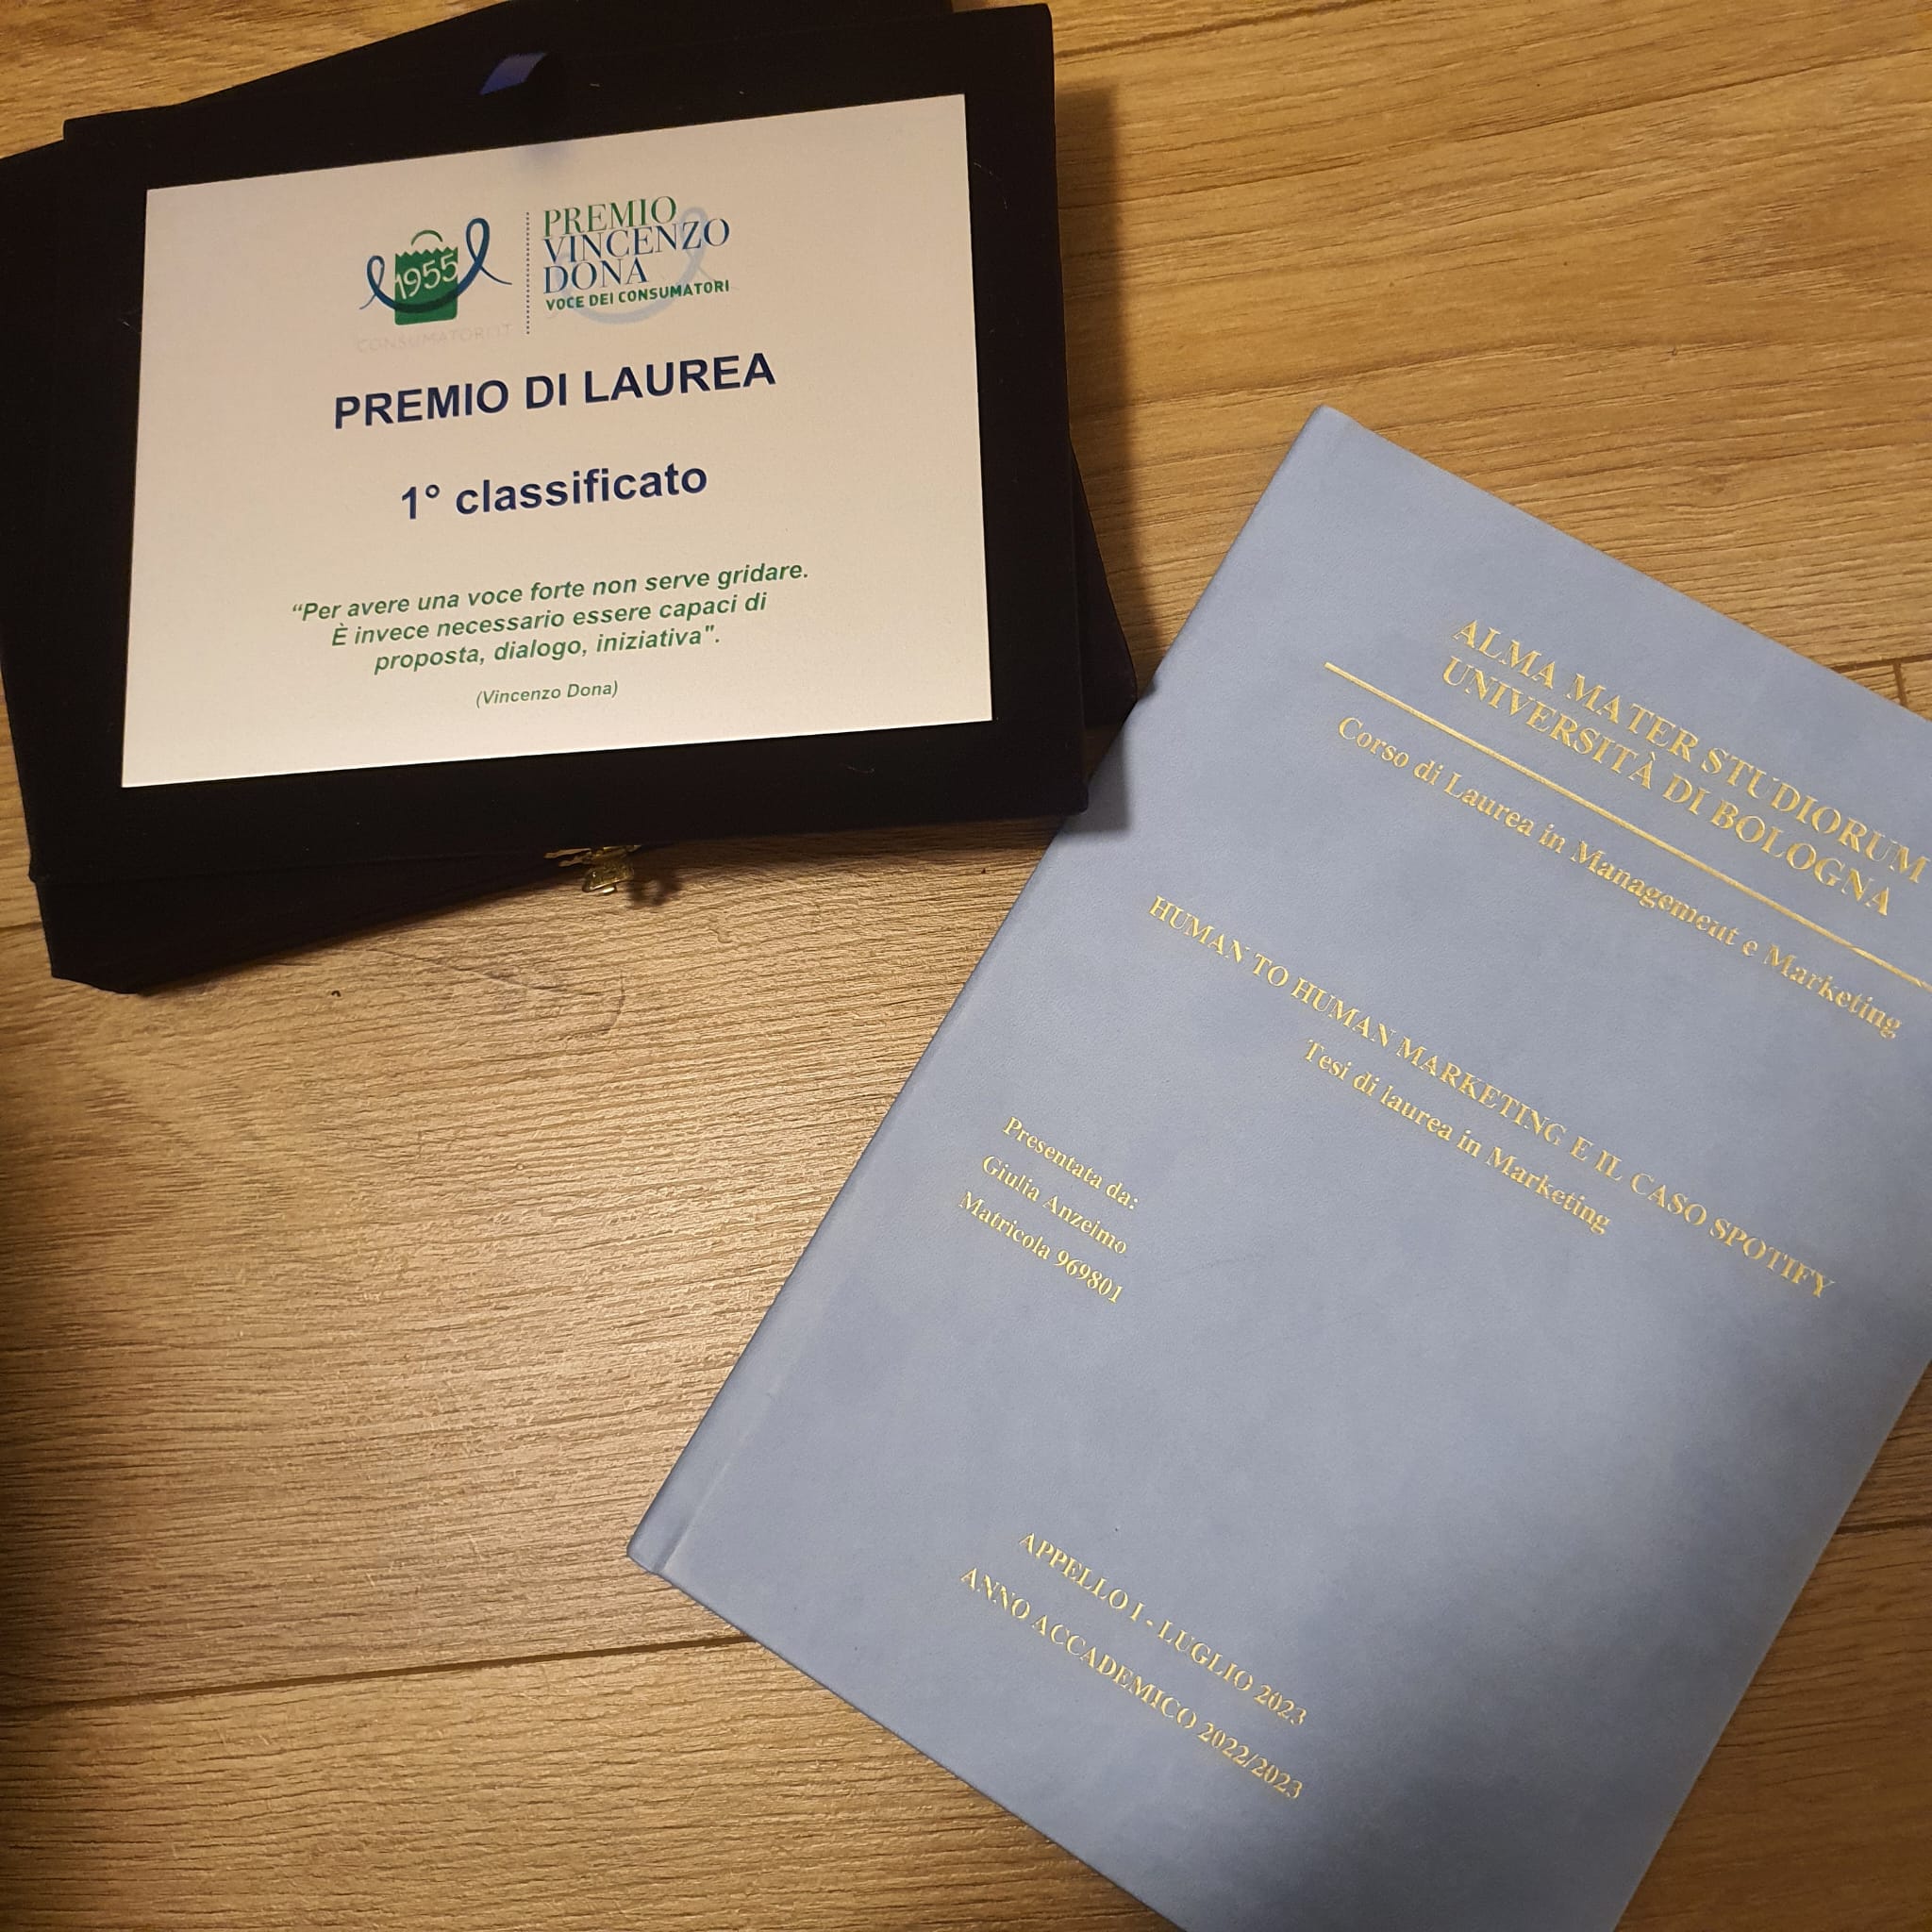 1955
CONSUMATORI.IT
PREMIO
VINCENZO
DONA
VOCE DEI CONSUMATORI
PREMIO DI LAUREA
1° classificato
“Per avere una voce forte non serve gridare.
È invece necessario essere capaci di
proposta, dialogo, iniziativa".
(Vincenzo Dona)
ALMA MATER STUDIORUM
UNIVERSITÀ DI BOLOGNA
Corso di Laurea in Management e Marketing
HUMAN TO HUMAN MARKETING E IL CASO SPOTIFY
Tesi di laurea in Marketing
Presentata da:
Giulia Anzelmo
Matricola 969801
APPELLO I - LUGLIO 2023
ANNO ACCADEMICO 2022/2023